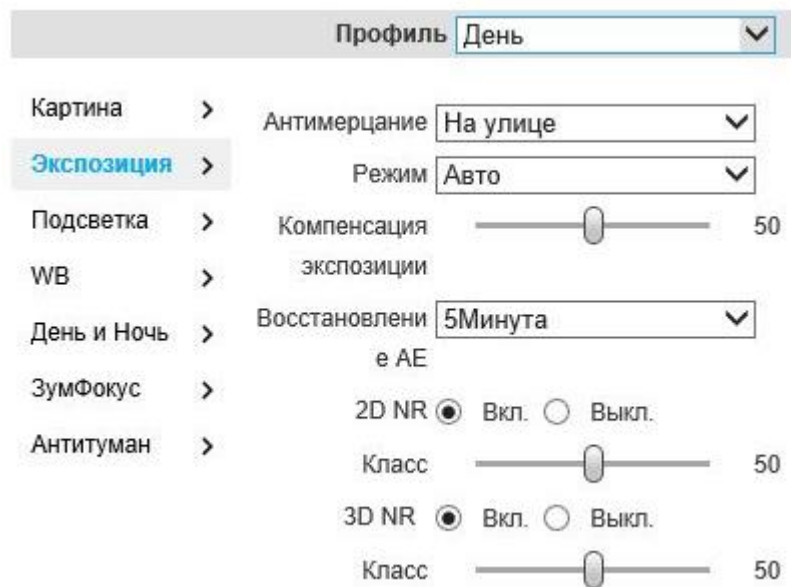 Профиль День
Картина
Экспозиция
Подсветка
WB
День и Ночь
ЗумФокус
Антитуман
Антимерцание На улице
Режим Авто
Компенсация 50
экспозиции
Восстановлени 5Минута
е АЕ
2D NR Вкл. Выкл.
Класс 50
3D NR Вкл. Выкл.
Класс 50